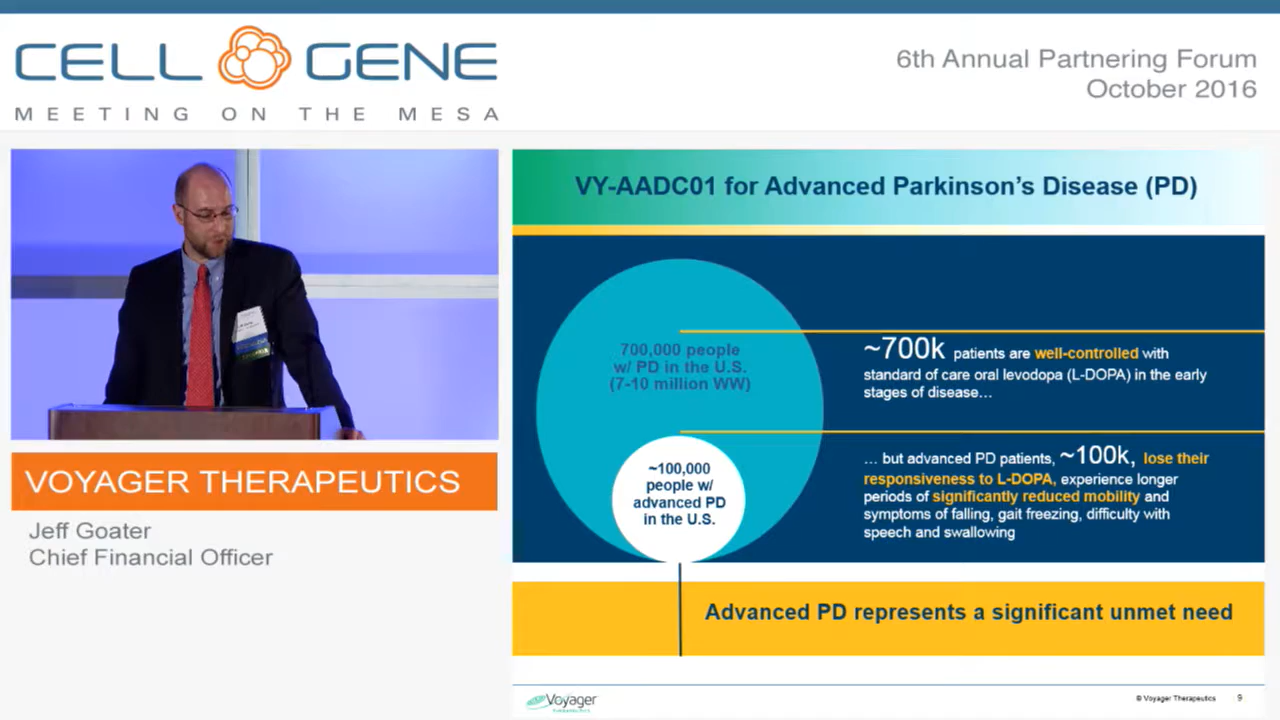 CELL GENE
MEETING ON THE MESA
6th Annual Partnering Forum
October 2016
VOYAGER THERAPEUTICS
Jeff Goater
Chief Financial Officer
VY-AADC01 for Advanced Parkinson's Disease (PD)
700,000 people
w/ PD in the U.S.
(7-10 million WW)
~100,000
people w/
advanced PD
in the U.S.
~700k patients are well-controlled with
standard of care oral levodopa (L-DOPA) in the early
stages of disease…
… but advanced PD patients, ~100k, lose their
responsiveness to L-DOPA, experience longer
periods of significantly reduced mobility and
symptoms of falling, gait freezing, difficulty with
speech and swallowing
Advanced PD represents a significant unmet need
Voyager
© Voyager Therapeutics 9